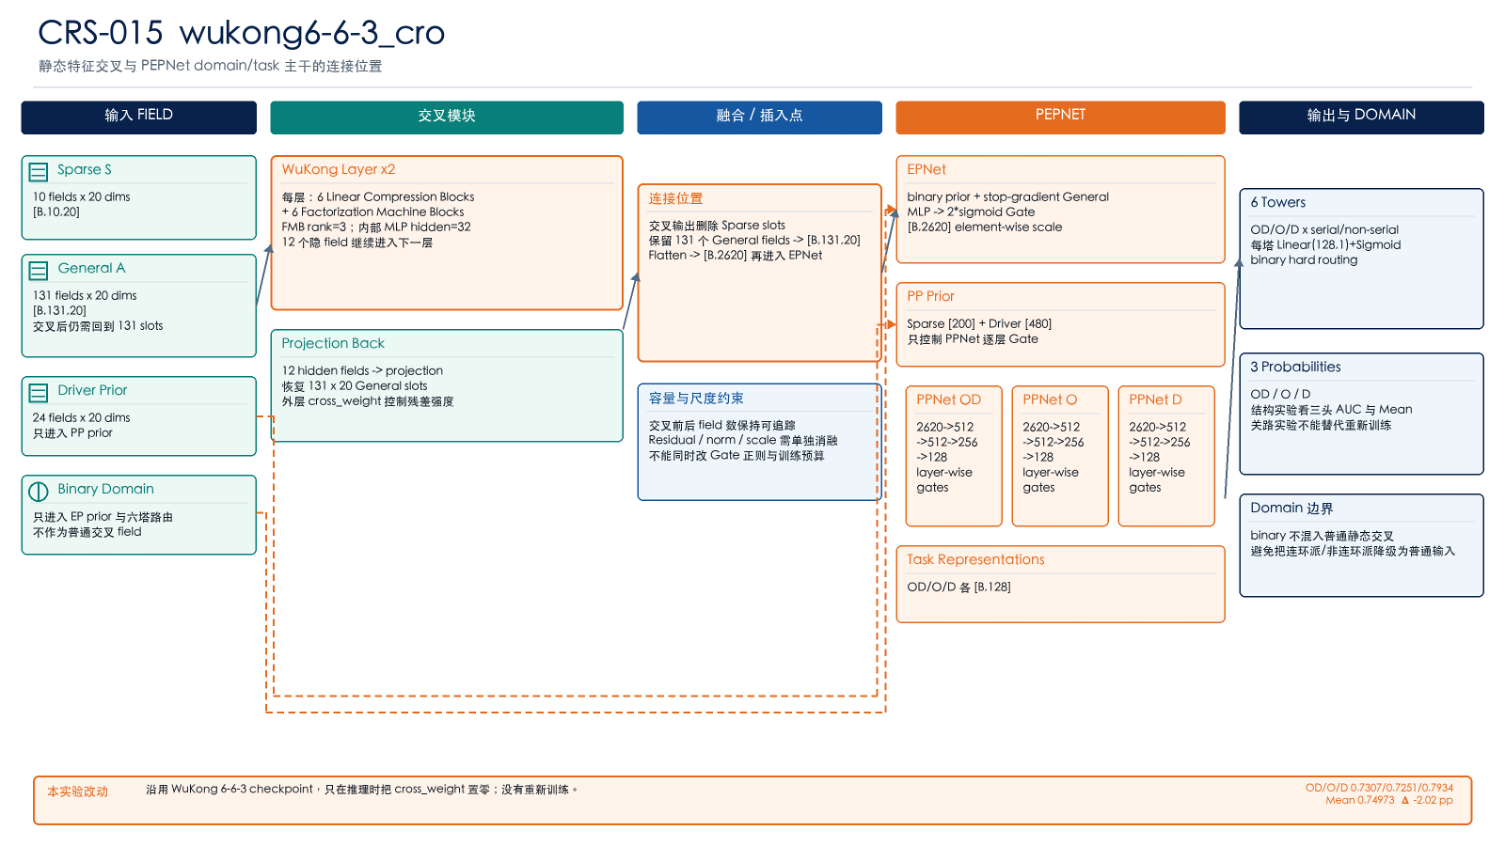 CRS-015 wukong6-6-3_cro
静态特征交叉与 PEPNet domain/task 主干的连接位置
输入 FIELD
交叉模块
融合 / 插入点
PEPNET
输出与 DOMAIN
Sparse S
10 fields x 20 dims
[B.10.20]
General A
131 fields x 20 dims
[B.131.20]
交叉后仍需回到 131 slots
Driver Prior
24 fields x 20 dims
只进入 PP prior
Binary Domain
只进入 EP prior 与六塔路由
不作为普通交叉 field
WuKong Layer x2
每层：6 Linear Compression Blocks
+ 6 Factorization Machine Blocks
FMB rank=3；内部 MLP hidden=32
12 个隐 field 继续进入下一层
Projection Back
12 hidden fields -> projection
恢复 131 x 20 General slots
外层 cross_weight 控制残差强度
连接位置
交叉输出删除 Sparse slots
保留 131 个 General fields -> [B.131.20]
Flatten -> [B.2620] 再进入 EPNet
容量与尺度约束
交叉前后 field 数保持可追踪
Residual / norm / scale 需单独消融
不能同时改 Gate 正则与训练预算
EPNet
binary prior + stop-gradient General
MLP -> 2*sigmoid Gate
[B.2620] element-wise scale
PP Prior
Sparse [200] + Driver [480]
只控制 PPNet 逐层 Gate
PPNet OD
2620->512
->512->256
->128
layer-wise
gates
PPNet O
2620->512
->512->256
->128
layer-wise
gates
PPNet D
2620->512
->512->256
->128
layer-wise
gates
Task Representations
OD/O/D 各 [B.128]
6 Towers
OD/O/D x serial/non-serial
每塔 Linear(128.1)+Sigmoid
binary hard routing
3 Probabilities
OD / O / D
结构实验看三头 AUC 与 Mean
关路实验不能替代重新训练
Domain 边界
binary 不混入普通静态交叉
避免把连环派/非连环派降级为普通输入
本实验改动
沿用 WuKong 6-6-3 checkpoint，只在推理时把 cross_weight 置零；没有重新训练。
OD/O/D 0.7307/0.7251/0.7934
Mean 0.74973 Δ -2.02 pp